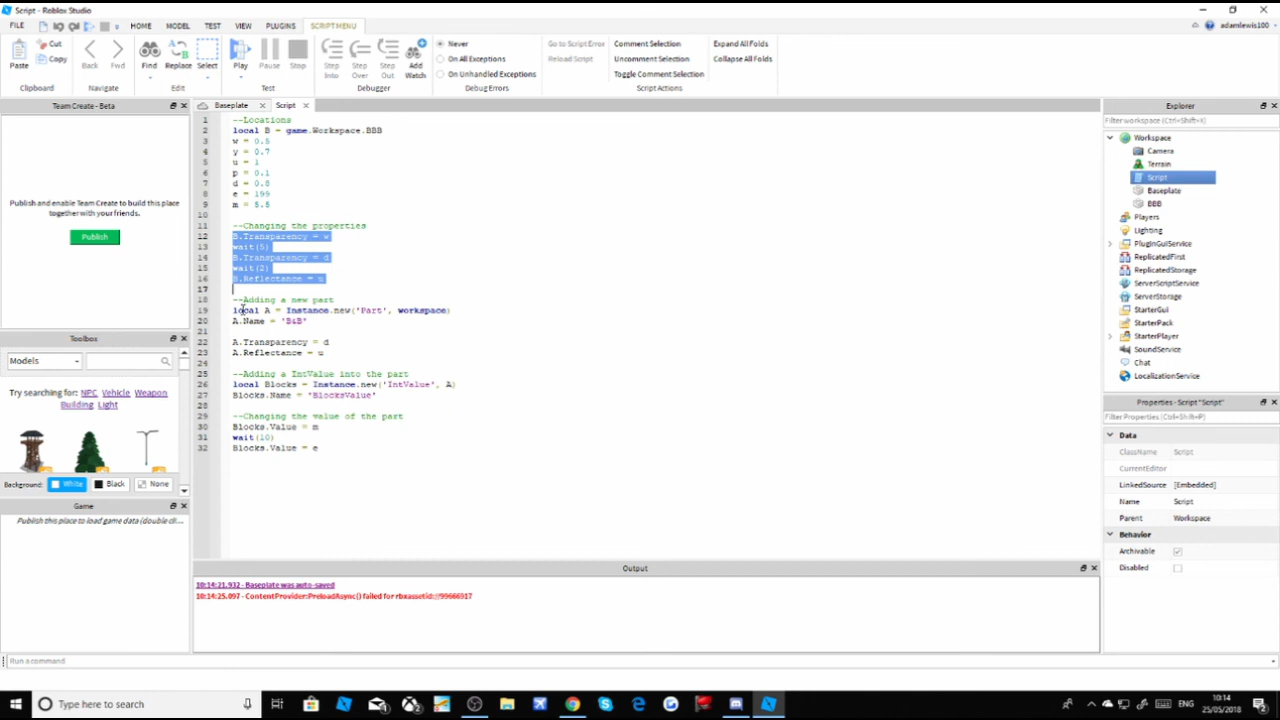 Script - Roblox Studio
FILE HOME MODEL TEST VIEW PLUGINS SCRIPT MENU adamlewis100
Paste Cut Copy Back Fwd Find Replace Select Play Pause Stop Step Into Step Over Step Out Add Watch
Never
On All Exceptions
On Unhandled Exceptions
Go to Script Error
Reload Script
Comment Selection
Uncomment Selection
Toggle Comment Selection
Expand All Folds
Collapse All Folds
Clipboard Navigate Edit Test Debugger Debug Errors Script Actions
Team Create - Beta
Publish and enable Team Create to build this place
together with your friends.
Publish
Toolbox
Models
Try searching for: NPC Vehicle Weapon
Building Light
Background: White Black None
Game
Publish this place to load game data (double cli...
Baseplate Script
1 --Locations
2 local B = game.Workspace.BBB
3 w = 0.5
4 y = 0.7
5 u = 1
6 p = 0.1
7 d = 0.8
8 e = 199
9 m = 5.5
10
11 --Changing the properties
12 B.Transparency = w
13 wait(5)
14 B.Transparency = d
15 wait(2)
16 B.Reflectance = u
17
18 --Adding a new part
19 local A = Instance.new('Part', workspace)
20 A.Name = 'B&B'
21
22 A.Transparency = d
23 A.Reflectance = u
24
25 --Adding a IntValue into the part
26 local Blocks = Instance.new('IntValue', A)
27 Blocks.Name = 'BlocksValue'
28
29 --Changing the value of the part
30 Blocks.Value = m
31 wait(10)
32 Blocks.Value = e
Output
10:14:21.932 - Baseplate was auto-saved
10:14:25.097 - ContentProvider:PreloadAsync() failed for rbxassetid://99666917
Run a command
Explorer
Filter workspace (Ctrl+Shift+X)
Workspace
Camera
Terrain
Script
Baseplate
BBB
Players
Lighting
PluginGuiService
ReplicatedFirst
ReplicatedStorage
ServerScriptService
ServerStorage
StarterGui
StarterPack
StarterPlayer
SoundService
Chat
LocalizationService
Properties - Script "Script"
Filter Properties (Ctrl+Shift+P)
Data
ClassName Script
CurrentEditor
LinkedSource [Embedded]
Name Script
Parent Workspace
Behavior
Archivable
Disabled
Type here to search
ENG
10:14
25/05/2018